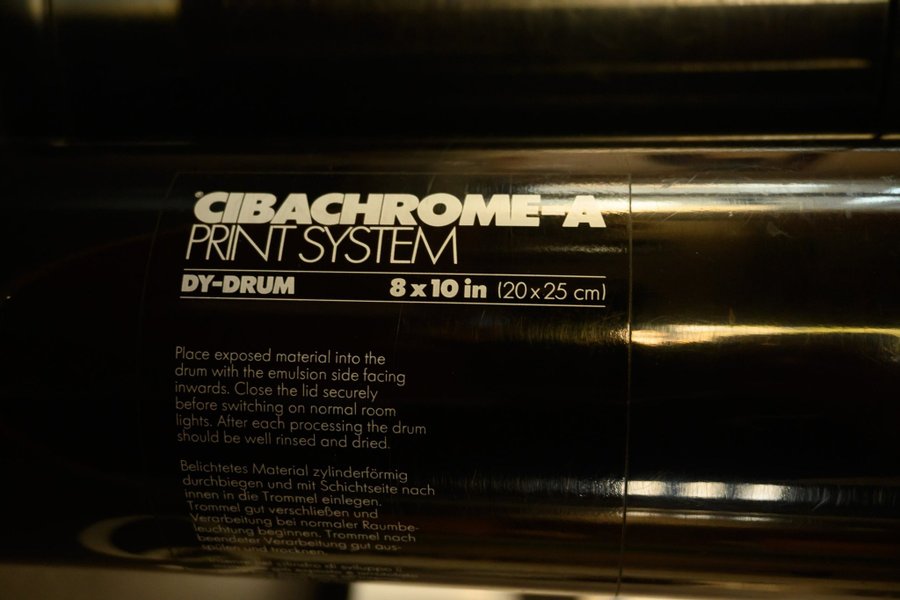 CIBACHROME-A
PRINT SYSTEM
DY-DRUM 8 x 10 in (20 x 25 cm)
Place exposed material into the
drum with the emulsion side facing
inwards. Close the lid securely
before switching on normal room
lights. After each processing the drum
should be well rinsed and dried.
Belichtetes Material zylinderförmig
durchbiegen und mit Schichtseite nach
innen in die Trommel einlegen.
Trommel gut verschließen und
Verarbeitung bei normaler Raumbe-
leuchtung beginnen. Trommel nach
beendeter Verarbeitung gut aus-
spülen und trocknen.
cilindro di sviluppo